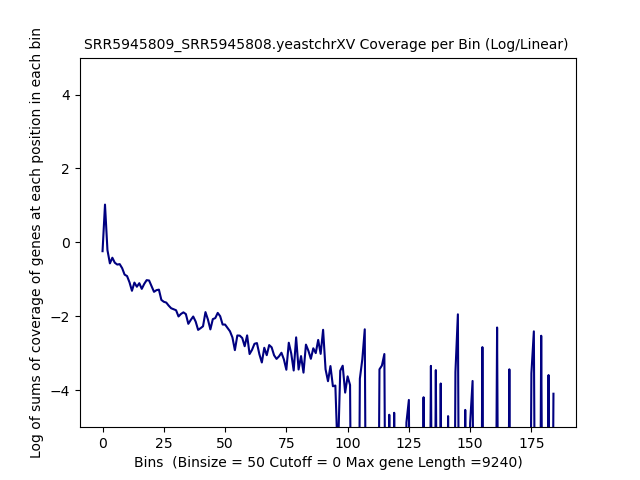 SRR5945809_SRR5945808.yeastchrXV Coverage per Bin (Log/Linear)
Log of sums of coverage of genes at each position in each bin
4
2
0
−2
−4
0 25 50 75 100 125 150 175
Bins  (Binsize = 50 Cutoff = 0 Max gene Length =9240)